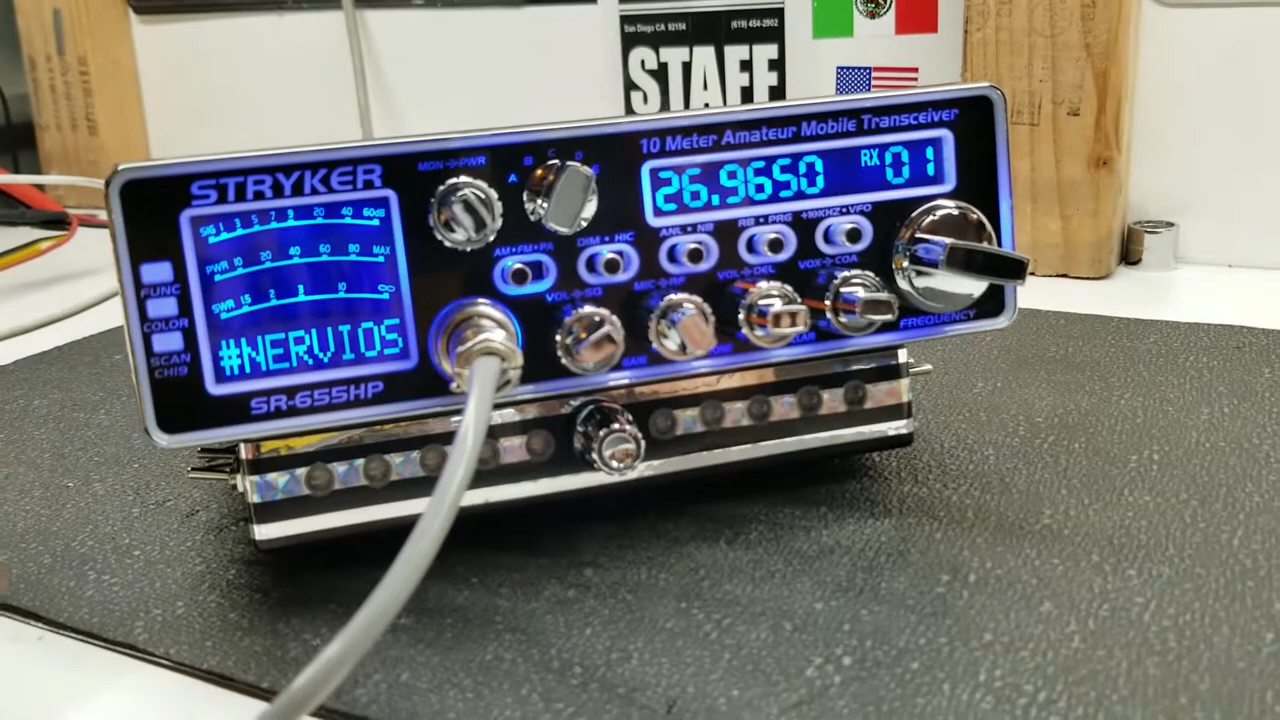 San Diego CA 92154 (619) 454-2902
STAFF
10 Meter Amateur Mobile Transceiver
STRYKER
MON PWR
A B C D E
26.9650 RX 01
SIG 1 3 5 7 9 20 40 60dB
PWR 10 20 40 60 80 MAX
SWR 1.5 2 3 10 ∞
#NERVIOS
SR-655HP
FUNC
COLOR
SCAN
CH19
AM•FM•PA
DIM • HIC
ANL • NB
RB • PRG
+10KHZ•VFO
VOL SQ
MIC RF
VOL DEL
VOX COA
GAIN
FREQUENCY